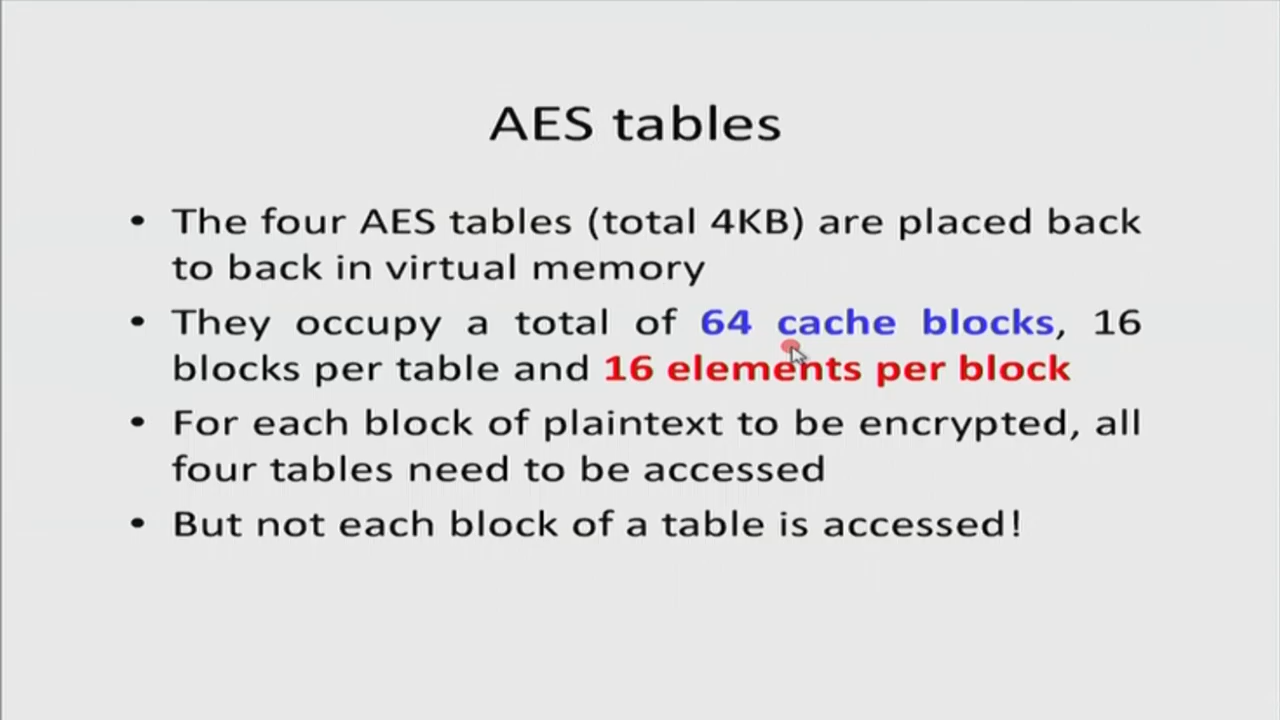 AES tables
• The four AES tables (total 4KB) are placed back
to back in virtual memory
• They occupy a total of 64 cache blocks, 16
blocks per table and 16 elements per block
• For each block of plaintext to be encrypted, all
four tables need to be accessed
• But not each block of a table is accessed!